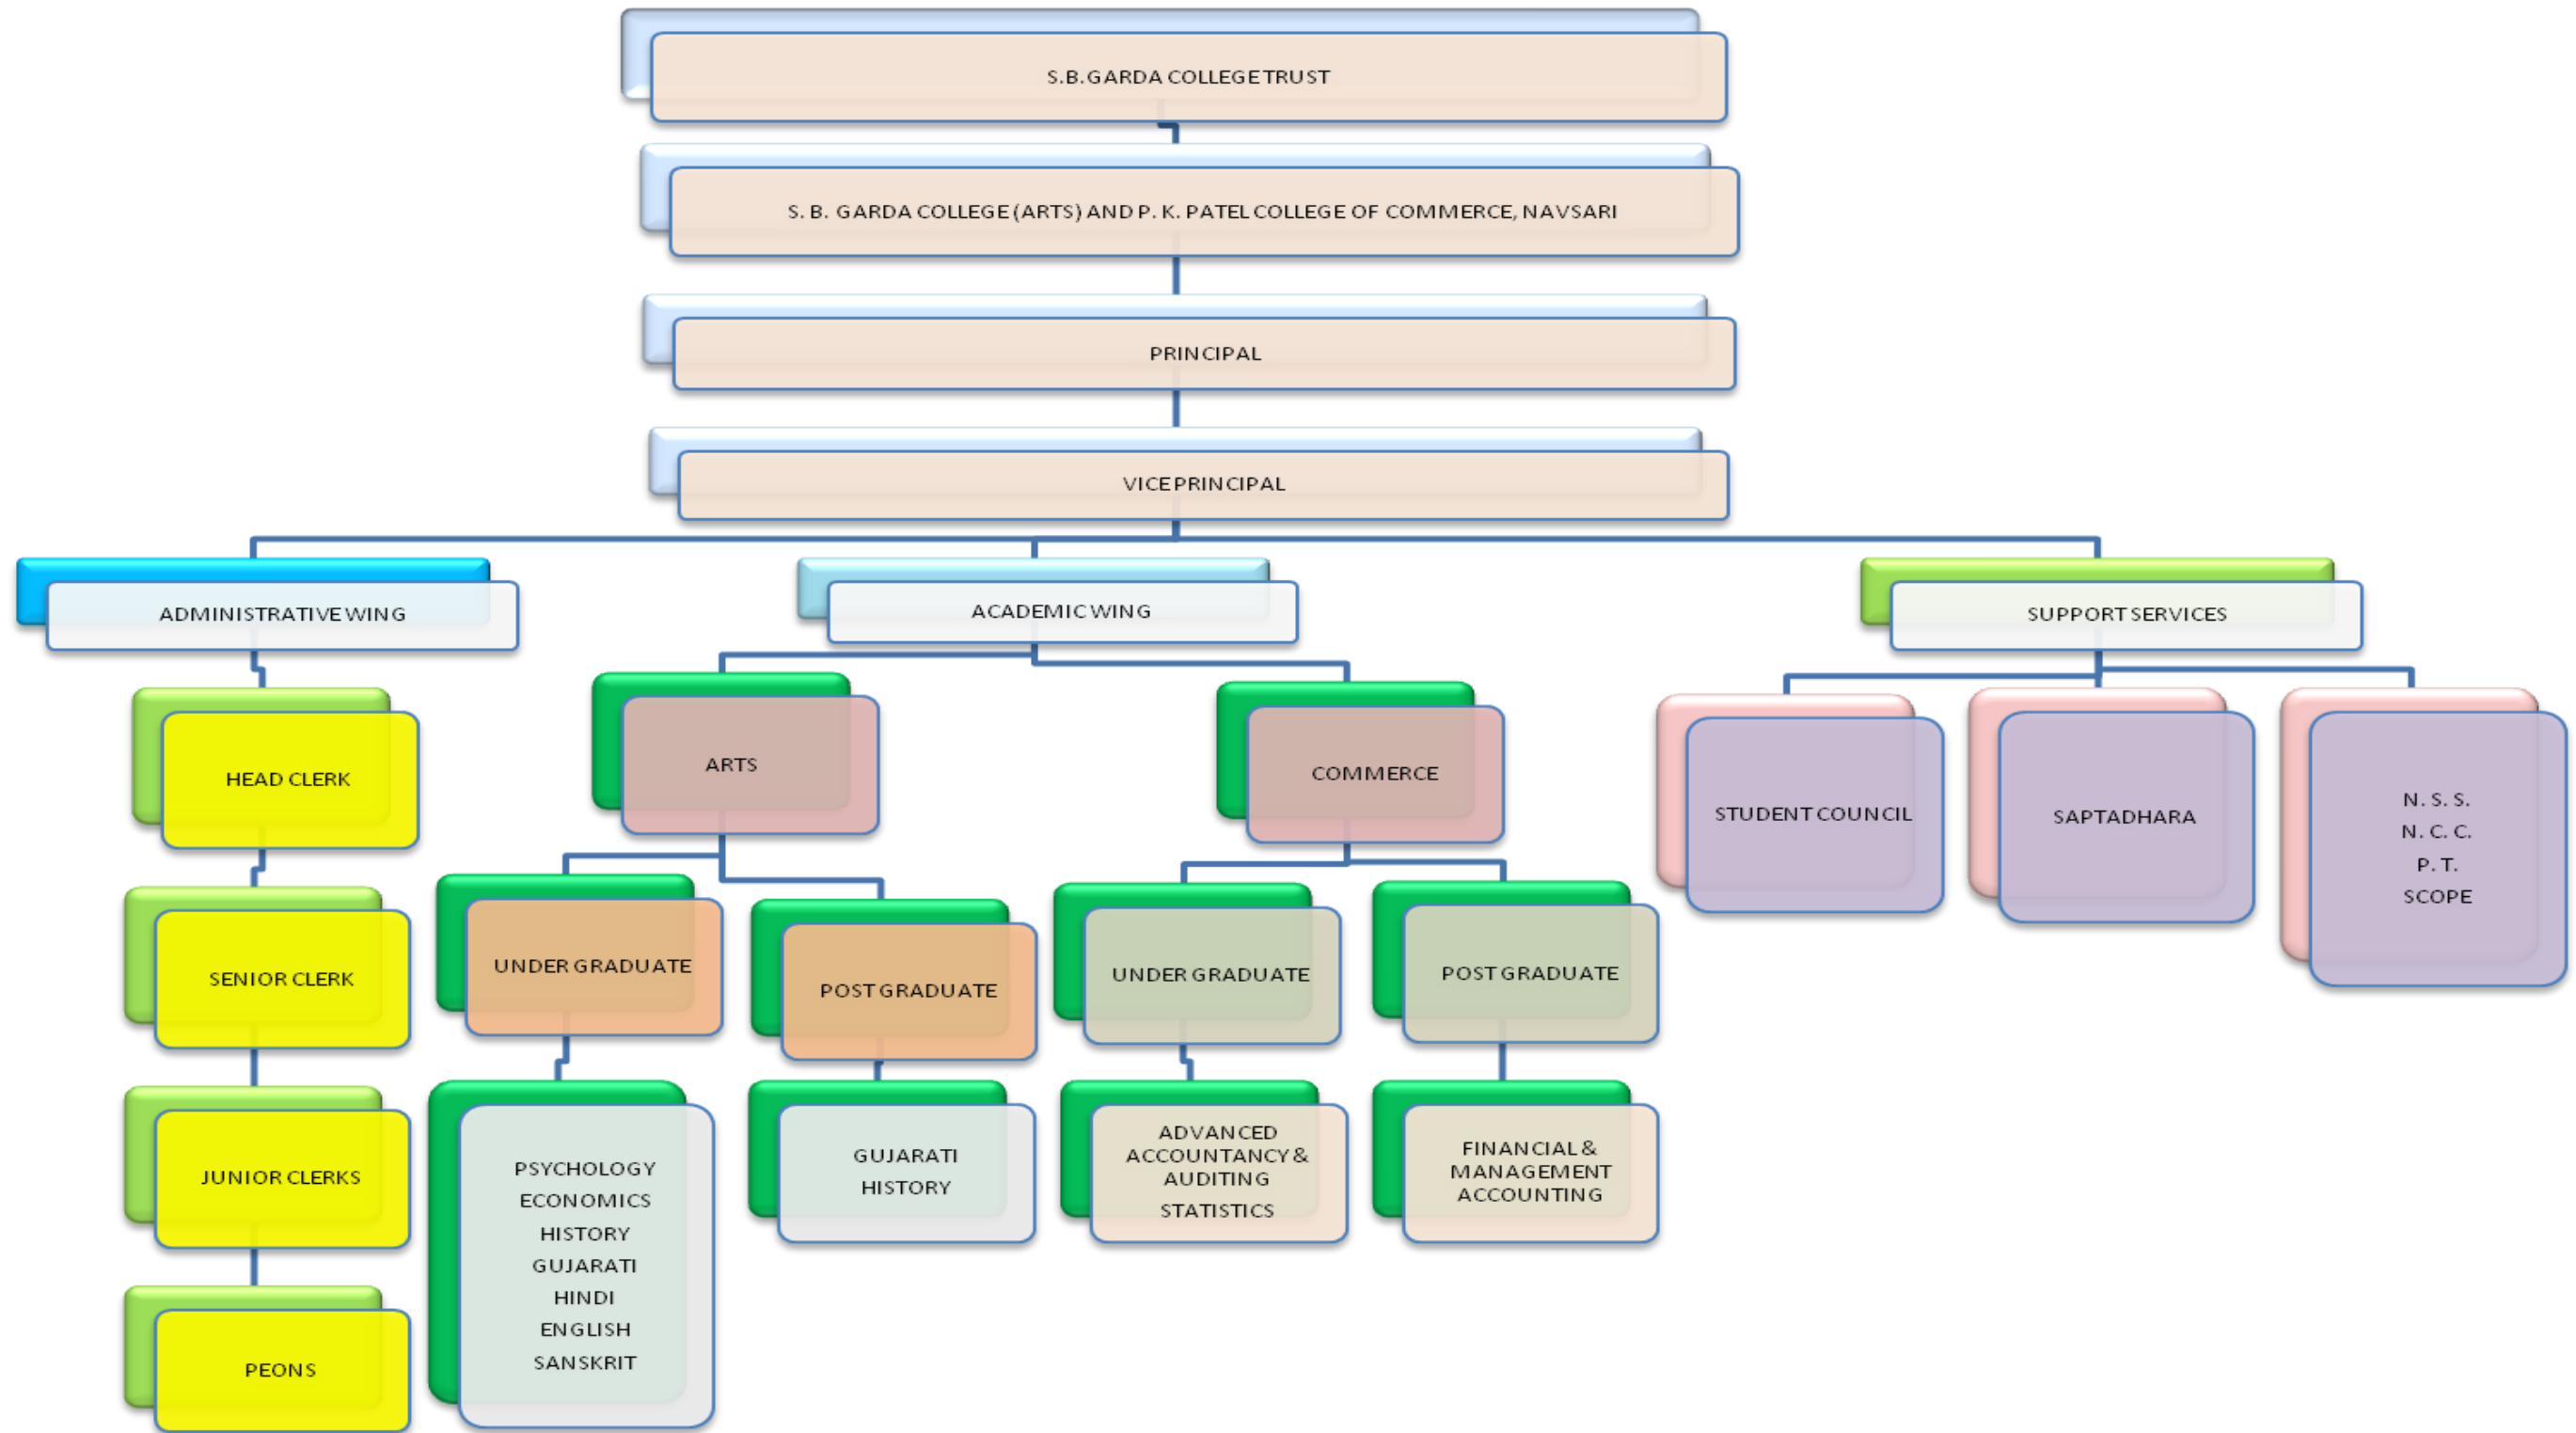 S.B.GARDA COLLEGE TRUST
S. B. GARDA COLLEGE (ARTS) AND P. K. PATEL COLLEGE OF COMMERCE, NAVSARI
PRINCIPAL
VICE PRINCIPAL
ADMINISTRATIVE WING
ACADEMIC WING
SUPPORT SERVICES
HEAD CLERK
SENIOR CLERK
JUNIOR CLERKS
PEONS
ARTS
UNDER GRADUATE
PSYCHOLOGY
ECONOMICS
HISTORY
GUJARATI
HINDI
ENGLISH
SANSKRIT
POST GRADUATE
GUJARATI
HISTORY
COMMERCE
UNDER GRADUATE
ADVANCED
ACCOUNTANCY &
AUDITING
STATISTICS
POST GRADUATE
FINANCIAL &
MANAGEMENT
ACCOUNTING
STUDENT COUNCIL
SAPTADHARA
N. S. S.
N. C. C.
P. T.
SCOPE